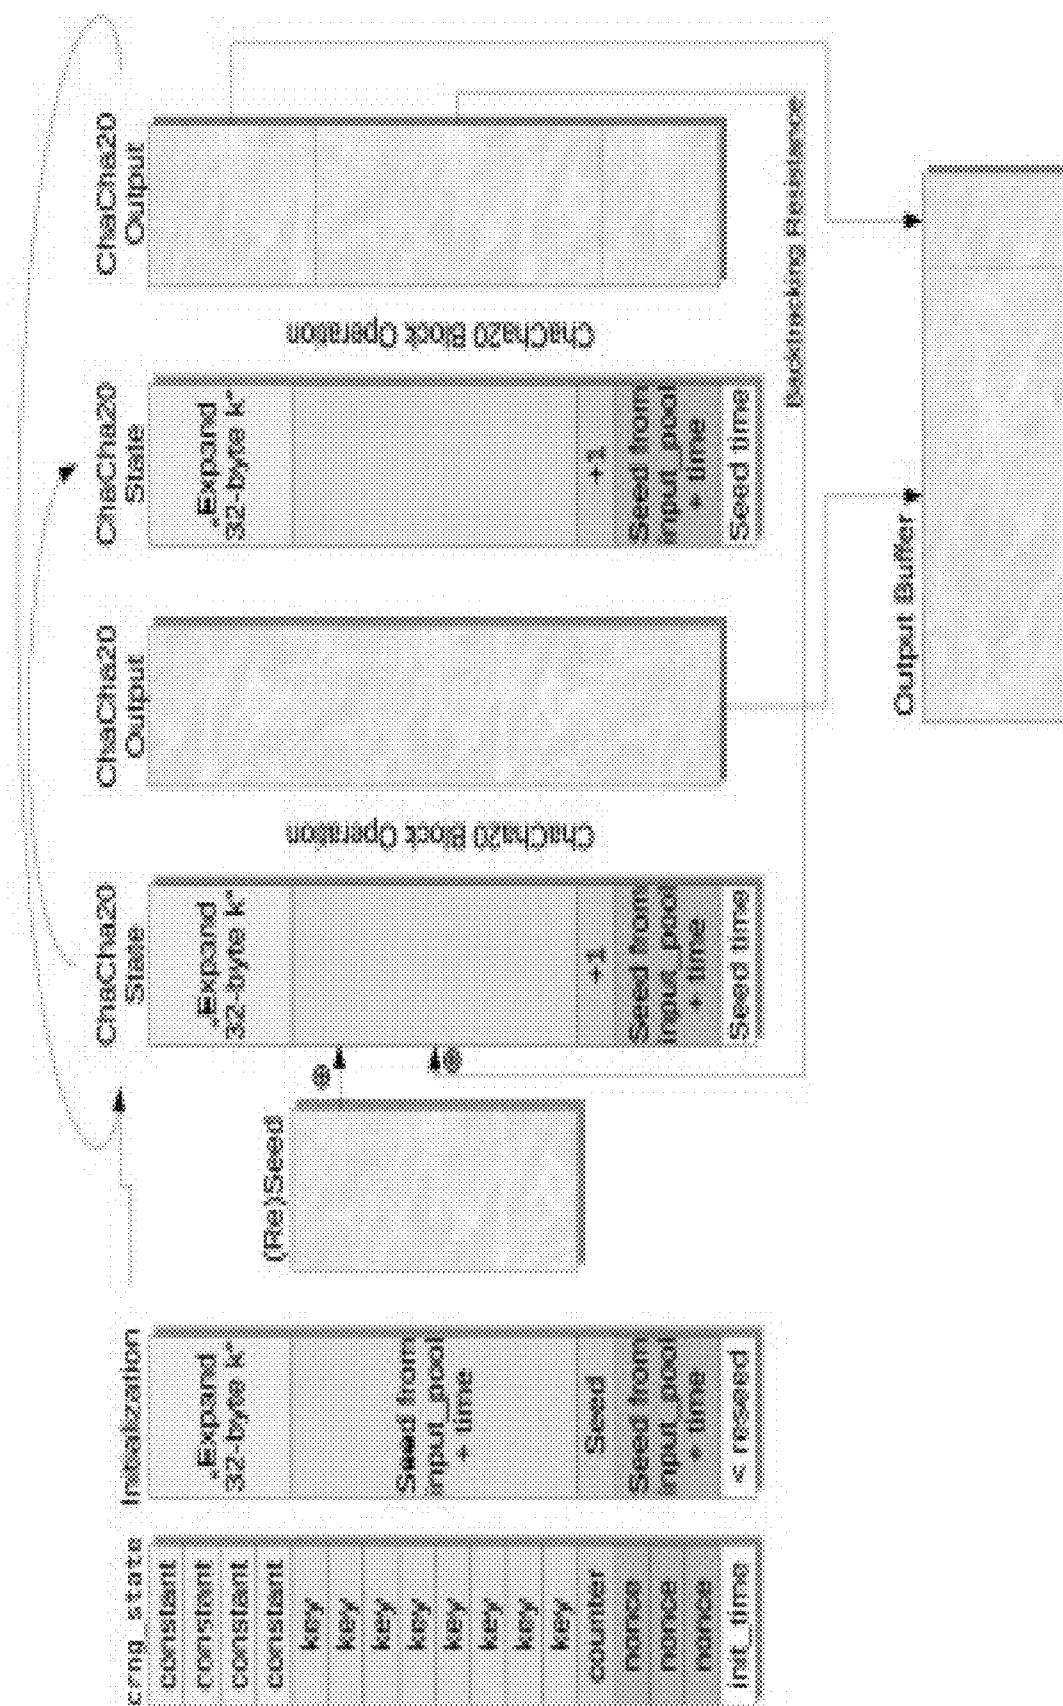 crng_state
constant
constant
constant
constant
key
key
key
key
key
key
key
key
counter
nonce
nonce
nonce
init_time
Initialization
„Expand
32-byte k“
Seed from
input_pool
+ time
Seed
Seed from
input_pool
+ time
< reseed
(Re)Seed
⊕
⊕
ChaCha20
State
„Expand
32-byte k“
+1
Seed from
input_pool
+ time
Seed time
ChaCha20 Block Operation
ChaCha20
Output
ChaCha20
State
„Expand
32-byte k“
+1
Seed from
input_pool
+ time
Seed time
ChaCha20 Block Operation
ChaCha20
Output
Backtracking Resistance
Output Buffer